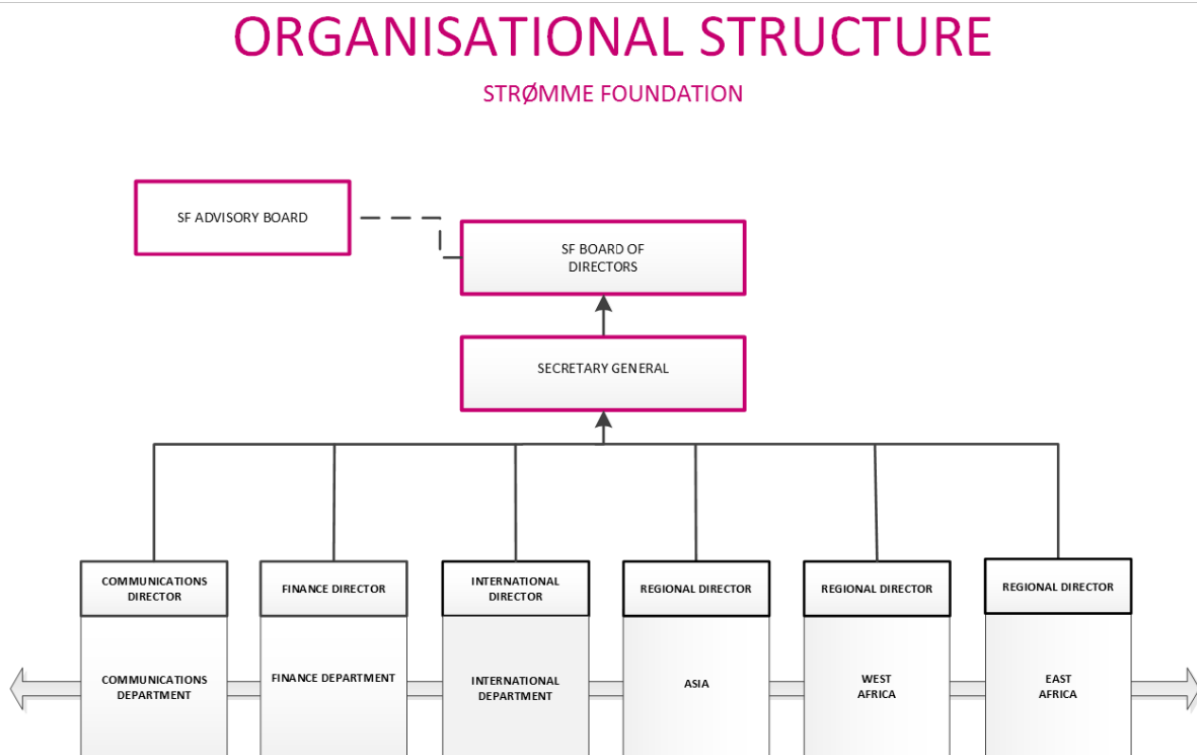 ORGANISATIONAL STRUCTURE
STRØMME FOUNDATION
SF ADVISORY BOARD
SF BOARD OF
DIRECTORS
SECRETARY GENERAL
COMMUNICATIONS
DIRECTOR
FINANCE DIRECTOR
INTERNATIONAL
DIRECTOR
REGIONAL DIRECTOR
REGIONAL DIRECTOR
REGIONAL DIRECTOR
COMMUNICATIONS
DEPARTMENT
FINANCE DEPARTMENT
INTERNATIONAL
DEPARTMENT
ASIA
WEST
AFRICA
EAST
AFRICA